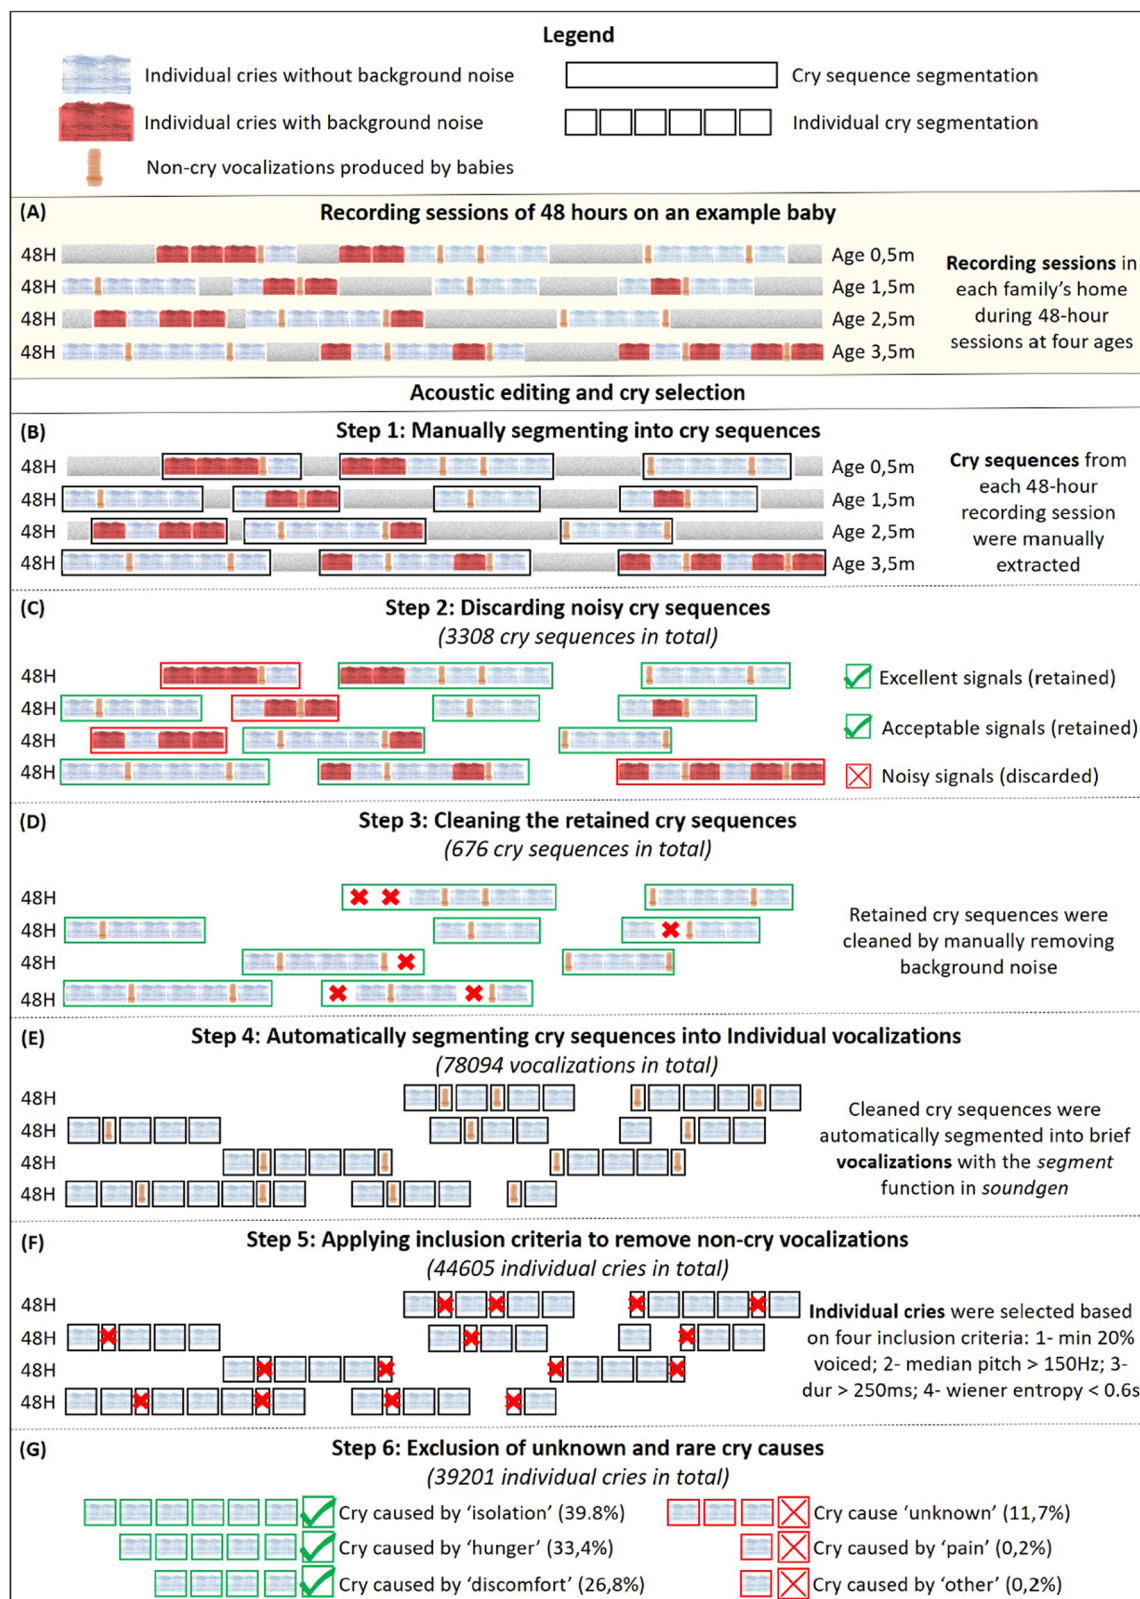 Legend
Individual cries without background noise
Cry sequence segmentation
Individual cries with background noise
Individual cry segmentation
Non-cry vocalizations produced by babies
(A)
Recording sessions of 48 hours on an example baby
48H
Age 0,5m
48H
Age 1,5m
48H
Age 2,5m
48H
Age 3,5m
Recording sessions in
each family's home
during 48-hour
sessions at four ages
Acoustic editing and cry selection
(B)
Step 1: Manually segmenting into cry sequences
48H
Age 0,5m
48H
Age 1,5m
48H
Age 2,5m
48H
Age 3,5m
Cry sequences from
each 48-hour
recording session
were manually
extracted
(C)
Step 2: Discarding noisy cry sequences
(3308 cry sequences in total)
48H
48H
48H
48H
Excellent signals (retained)
Acceptable signals (retained)
Noisy signals (discarded)
(D)
Step 3: Cleaning the retained cry sequences
(676 cry sequences in total)
48H
48H
48H
48H
Retained cry sequences were
cleaned by manually removing
background noise
(E)
Step 4: Automatically segmenting cry sequences into Individual vocalizations
(78094 vocalizations in total)
48H
48H
48H
48H
Cleaned cry sequences were
automatically segmented into brief
vocalizations with the segment
function in soundgen
(F)
Step 5: Applying inclusion criteria to remove non-cry vocalizations
(44605 individual cries in total)
48H
48H
48H
48H
Individual cries were selected based
on four inclusion criteria: 1- min 20%
voiced; 2- median pitch > 150Hz; 3-
dur > 250ms; 4- wiener entropy < 0.6s
(G)
Step 6: Exclusion of unknown and rare cry causes
(39201 individual cries in total)
Cry caused by 'isolation' (39.8%)
Cry cause 'unknown' (11,7%)
Cry caused by 'hunger' (33,4%)
Cry caused by 'pain' (0,2%)
Cry caused by 'discomfort' (26,8%)
Cry caused by 'other' (0,2%)